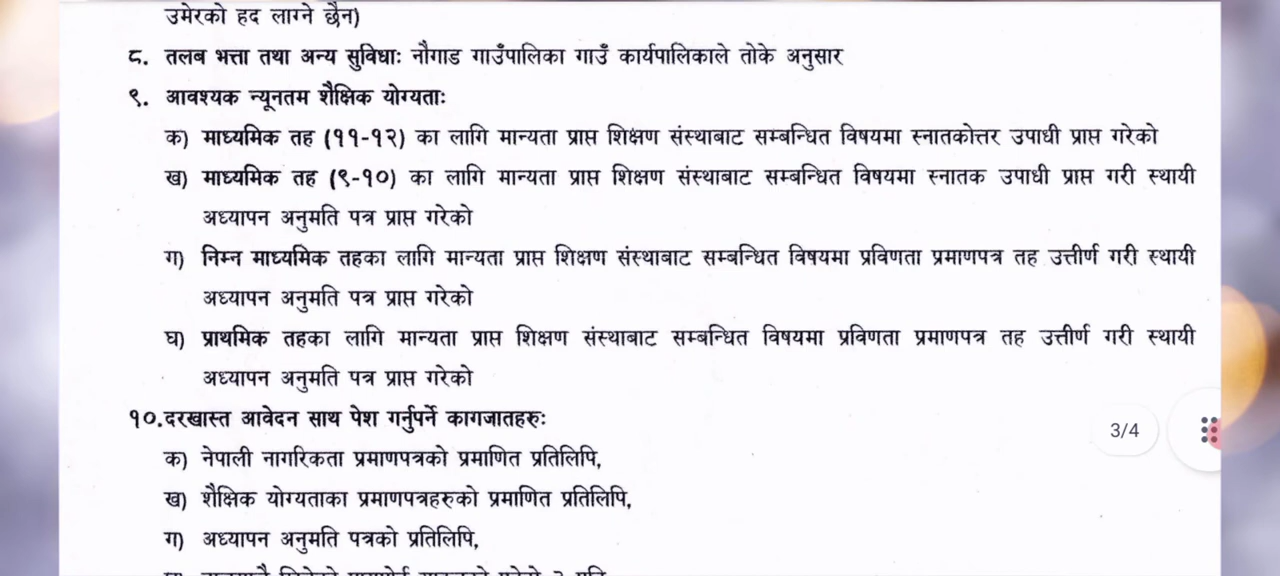 उमेरको हद लाग्ने छैन)
८. तलब भत्ता तथा अन्य सुविधाः नौगाड गाउँपालिका गाउँ कार्यपालिकाले तोके अनुसार
९. आवश्यक न्यूनतम शैक्षिक योग्यताः
क) माध्यमिक तह (११-१२) का लागि मान्यता प्राप्त शिक्षण संस्थाबाट सम्बन्धित विषयमा स्नातकोत्तर उपाधी प्राप्त गरेको
ख) माध्यमिक तह (९-१०) का लागि मान्यता प्राप्त शिक्षण संस्थाबाट सम्बन्धित विषयमा स्नातक उपाधी प्राप्त गरी स्थायी
अध्यापन अनुमति पत्र प्राप्त गरेको
ग) निम्न माध्यमिक तहका लागि मान्यता प्राप्त शिक्षण संस्थाबाट सम्बन्धित विषयमा प्रविणता प्रमाणपत्र तह उत्तीर्ण गरी स्थायी
अध्यापन अनुमति पत्र प्राप्त गरेको
घ) प्राथमिक तहका लागि मान्यता प्राप्त शिक्षण संस्थाबाट सम्बन्धित विषयमा प्रविणता प्रमाणपत्र तह उत्तीर्ण गरी स्थायी
अध्यापन अनुमति पत्र प्राप्त गरेको
१०.दरखास्त आवेदन साथ पेश गर्नुपर्ने कागजातहरुः
3/4
क) नेपाली नागरिकता प्रमाणपत्रको प्रमाणित प्रतिलिपि,
ख) शैक्षिक योग्यताका प्रमाणपत्रहरुको प्रमाणित प्रतिलिपि,
ग) अध्यापन अनुमति पत्रको प्रतिलिपि,